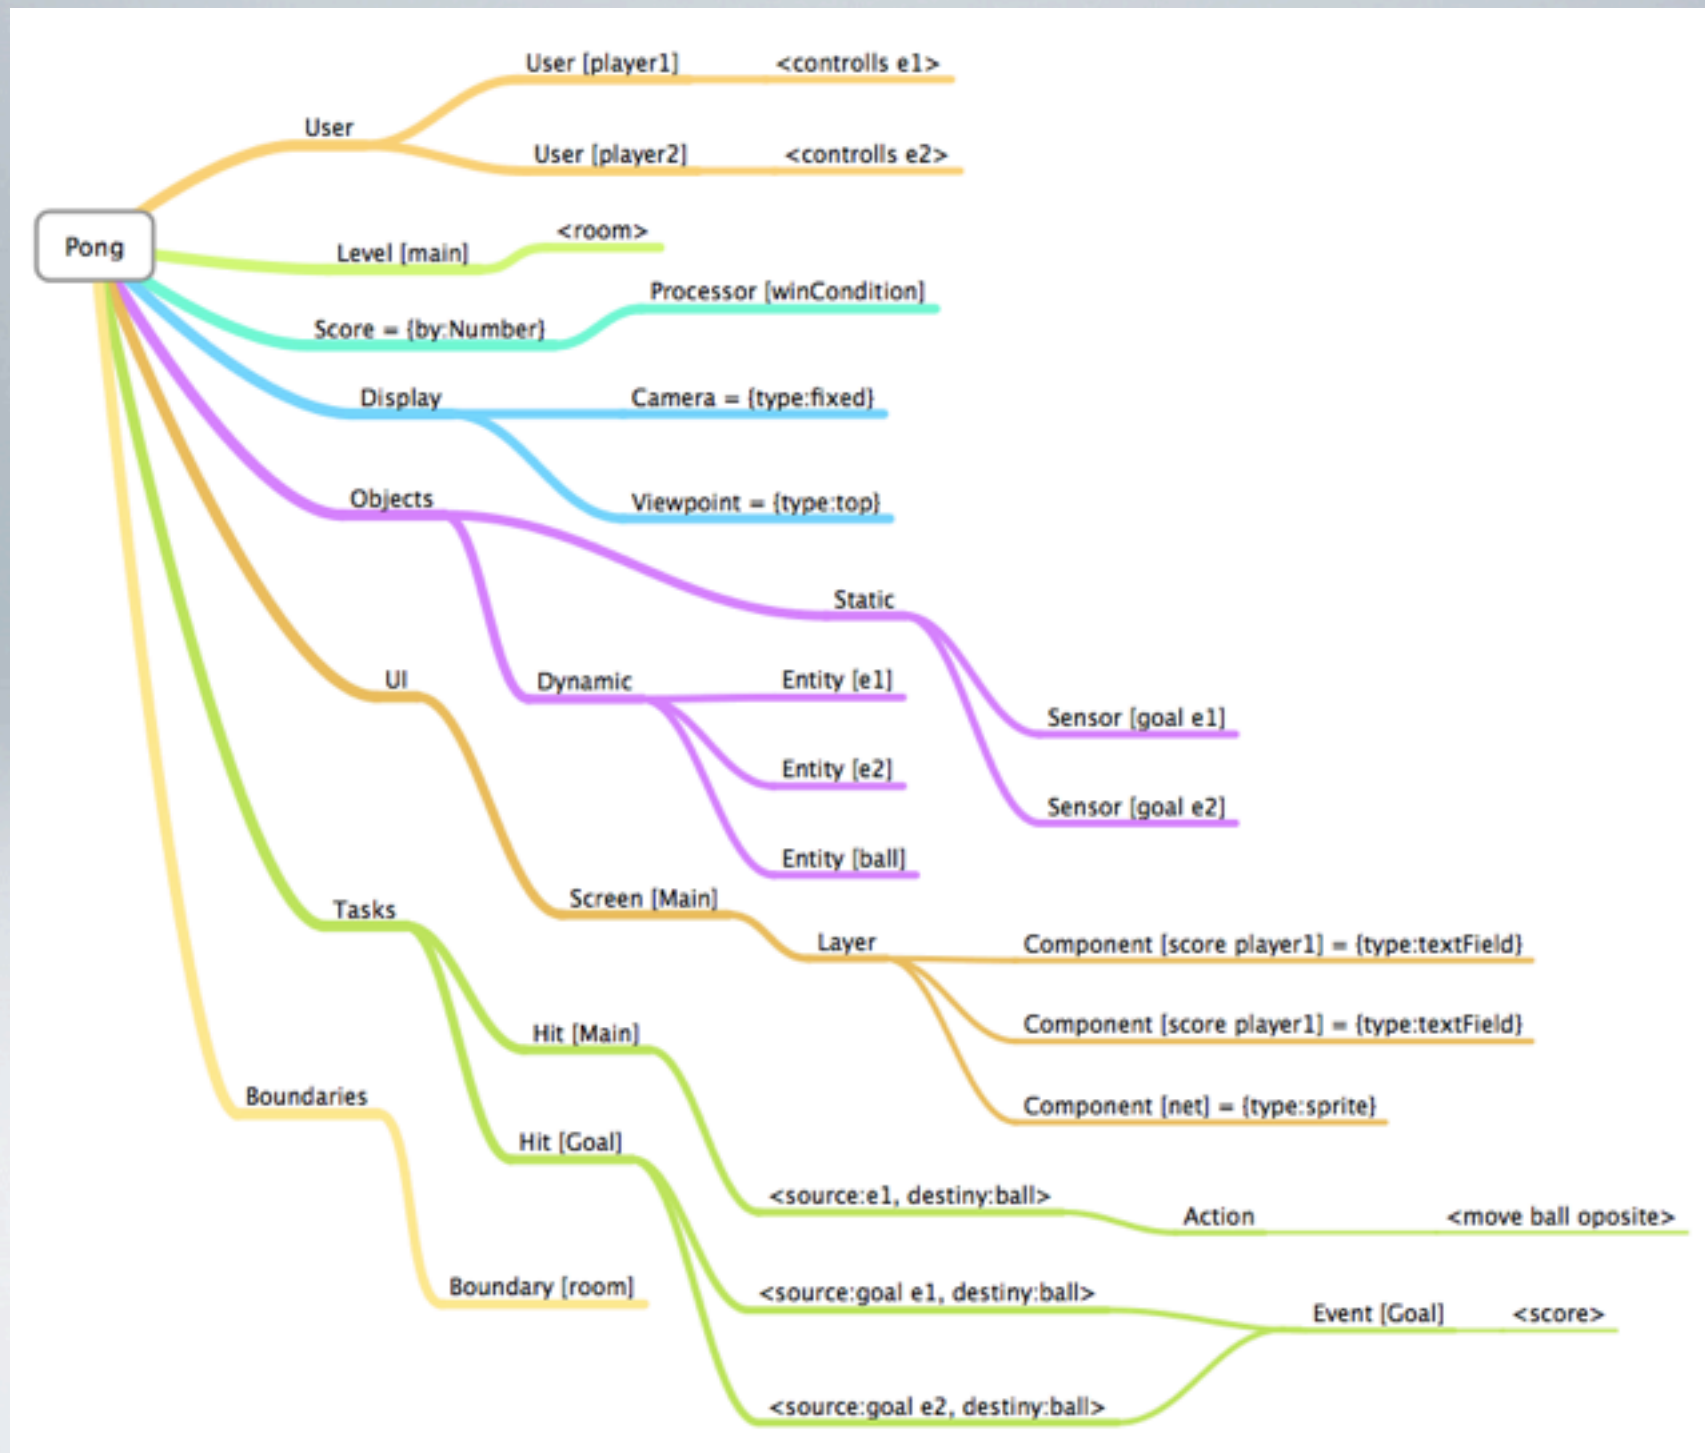 User [player1]
<controlls e1>
User
User [player2]
<controlls e2>
Pong
Level [main]
<room>
Score = {by:Number}
Processor [winCondition]
Display
Camera = {type:fixed}
Viewpoint = {type:top}
Objects
Static
UI
Dynamic
Entity [e1]
Sensor [goal e1]
Entity [e2]
Sensor [goal e2]
Entity [ball]
Tasks
Screen [Main]
Layer
Component [score player1] = {type:textField}
Hit [Main]
Component [score player1] = {type:textField}
Boundaries
Component [net] = {type:sprite}
Hit [Goal]
<source:e1, destiny:ball>
Action
<move ball oposite>
Boundary [room]
<source:goal e1, destiny:ball>
Event [Goal]
<score>
<source:goal e2, destiny:ball>